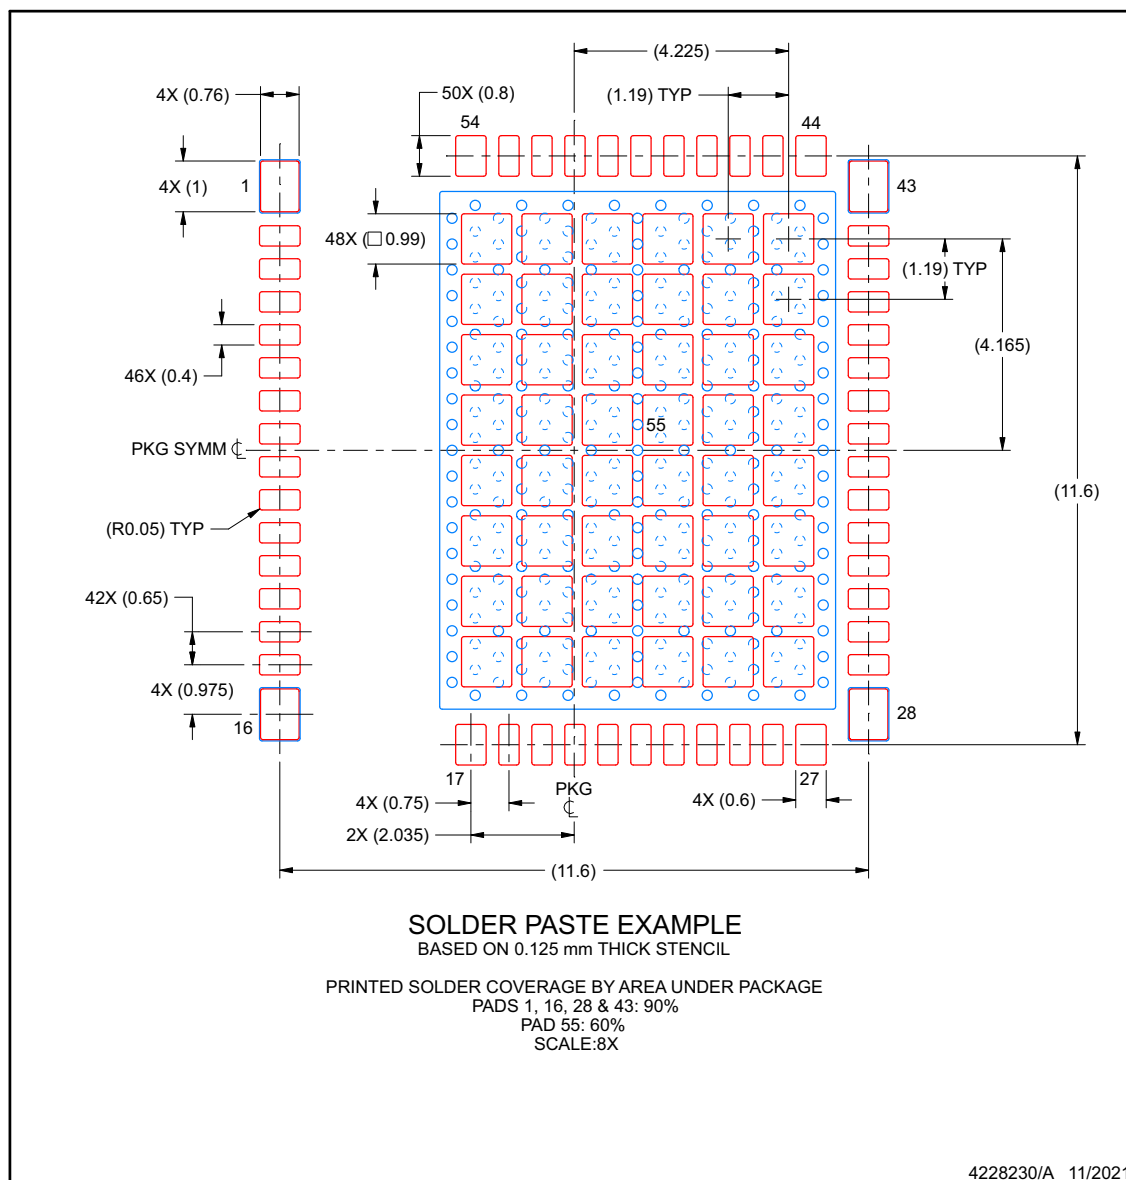 (4.225)
4X (0.76)
50X (0.8)
(1.19) TYP
54
44
4X (1)
1
43
48X (□ 0.99)
(1.19) TYP
(4.165)
46X (0.4)
55
PKG SYMM ℄
(11.6)
(R0.05) TYP
42X (0.65)
4X (0.975)
16
28
17
PKG
℄
27
4X (0.75)
4X (0.6)
2X (2.035)
(11.6)
SOLDER PASTE EXAMPLE
BASED ON 0.125 mm THICK STENCIL
PRINTED SOLDER COVERAGE BY AREA UNDER PACKAGE
PADS 1, 16, 28 & 43: 90%
PAD 55: 60%
SCALE:8X
4228230/A 11/2021